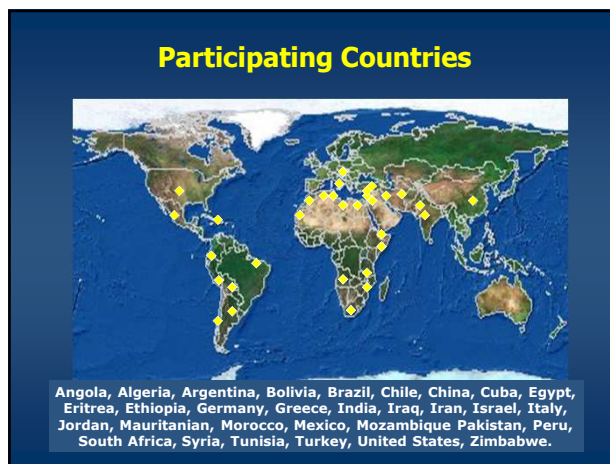 Participating Countries
Angola, Algeria, Argentina, Bolivia, Brazil, Chile, China, Cuba, Egypt,
Eritrea, Ethiopia, Germany, Greece, India, Iraq, Iran, Israel, Italy,
Jordan, Mauritanian, Morocco, Mexico, Mozambique Pakistan, Peru,
South Africa, Syria, Tunisia, Turkey, United States, Zimbabwe.